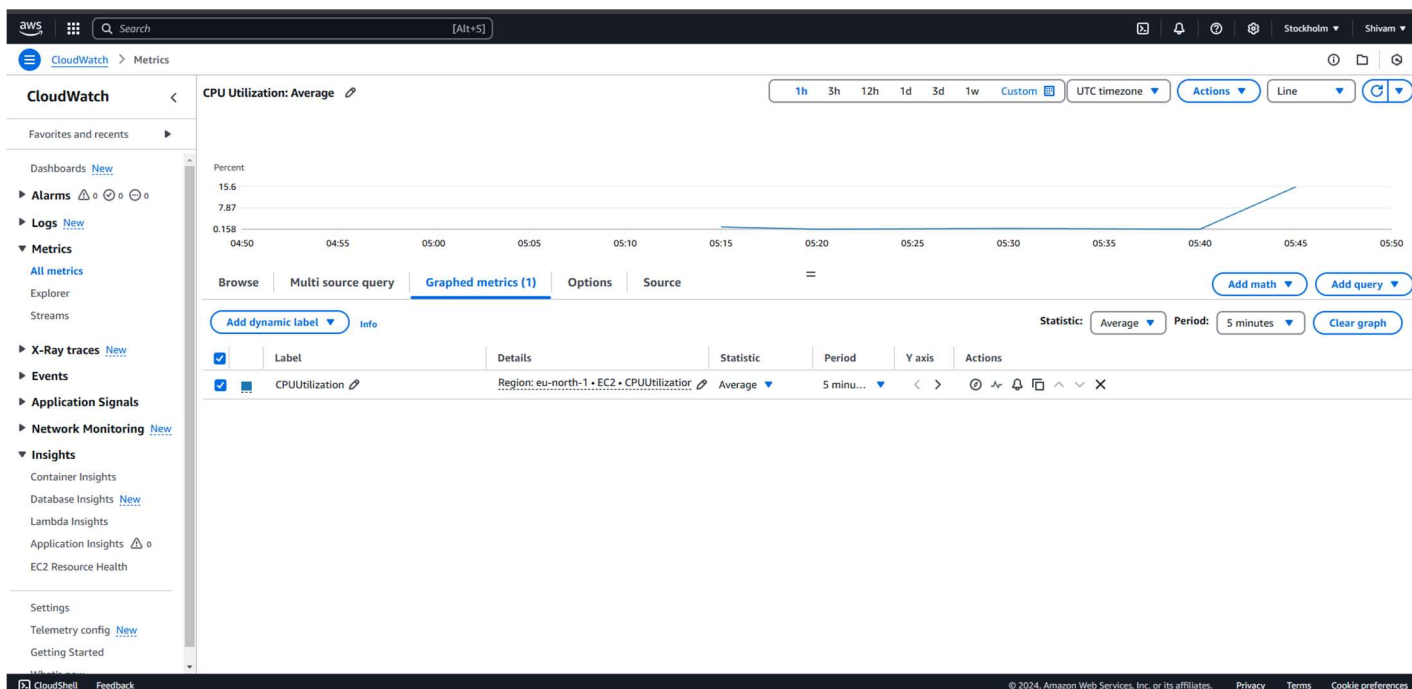 aws Search [Alt+S] Stockholm Shivam
CloudWatch > Metrics
CloudWatch
Favorites and recents
Dashboards New
Alarms 0 0 0
Logs New
Metrics
All metrics
Explorer
Streams
X-Ray traces New
Events
Application Signals
Network Monitoring New
Insights
Container Insights
Database Insights New
Lambda Insights
Application Insights 0
EC2 Resource Health
Settings
Telemetry config New
Getting Started
CPU Utilization: Average
1h 3h 12h 1d 3d 1w Custom UTC timezone Actions Line
Percent
15.6
7.87
0.158
04:50 04:55 05:00 05:05 05:10 05:15 05:20 05:25 05:30 05:35 05:40 05:45 05:50
Browse Multi source query Graphed metrics (1) Options Source Add math Add query
Add dynamic label Info Statistic: Average Period: 5 minutes Clear graph
Label Details Statistic Period Y axis Actions
CPUUtilization Region: eu-north-1 • EC2 • CPUUtilization Average 5 minu...
CloudShell Feedback © 2024, Amazon Web Services, Inc. or its affiliates. Privacy Terms Cookie preferences